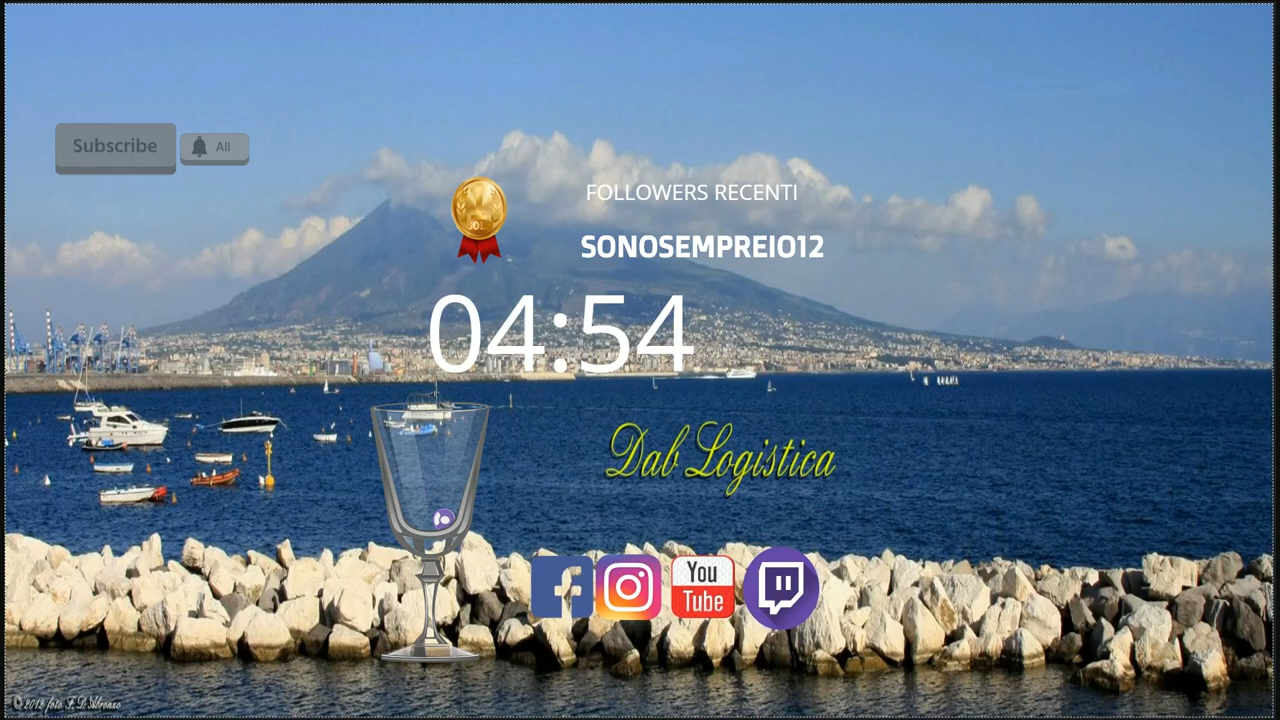 Subscribe
All
FOLLOWERS RECENTI
SONOSEMPREIO12
04:54
Dab Logistica
You
Tube